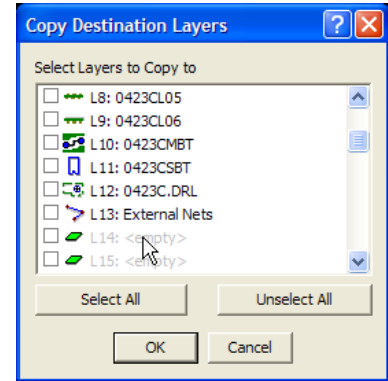 Copy Destination Layers
Select Layers to Copy to
L8: 0423CL05
L9: 0423CL06
L10: 0423CMBT
L11: 0423CSBT
L12: 0423C.DRL
L13: External Nets
L14: <empty>
L15: <empty>
Select All Unselect All
OK Cancel